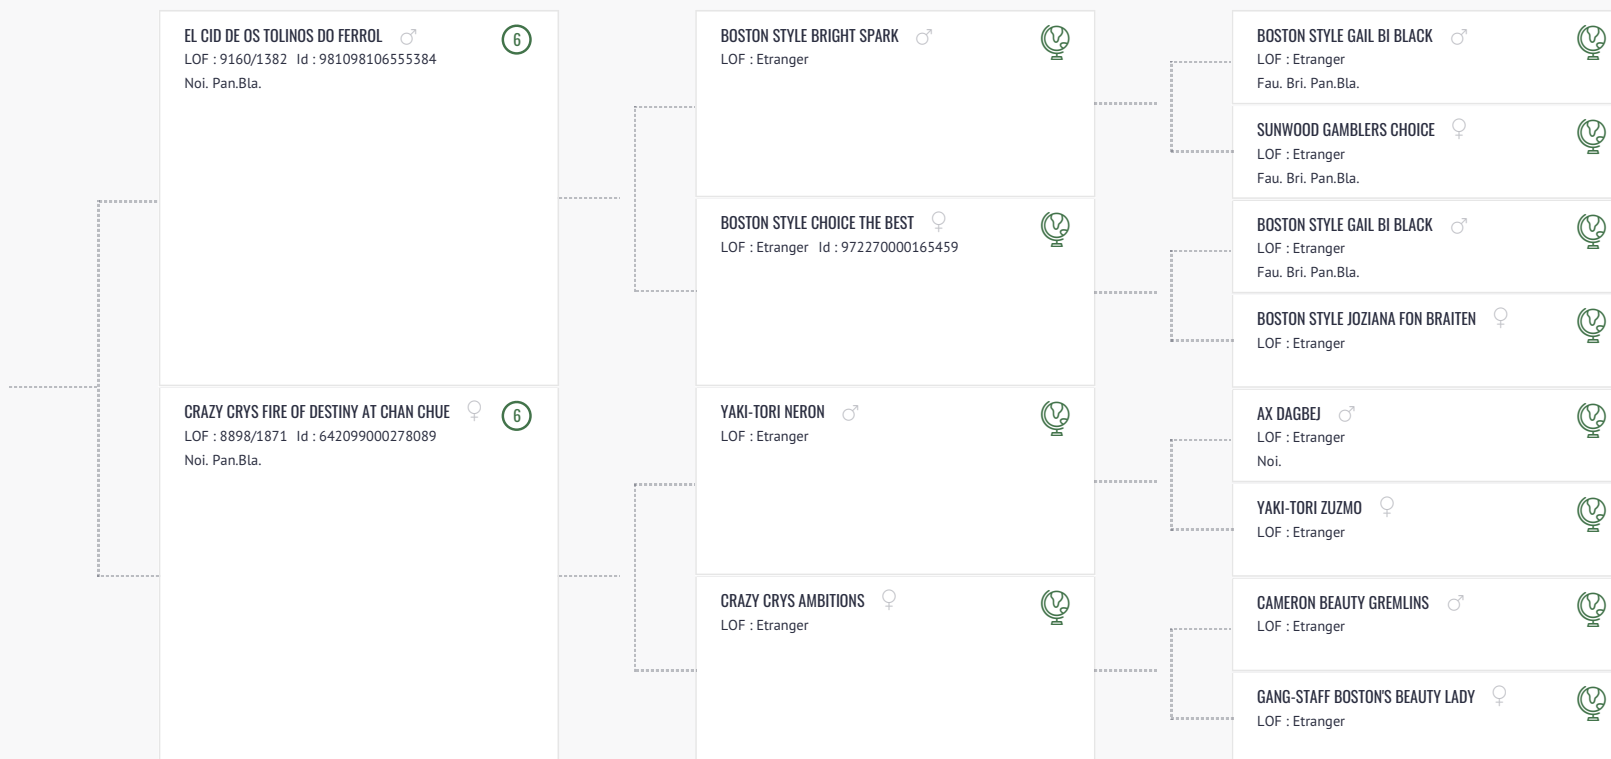 EL CID DE OS TOLINOS DO FERROL
6
LOF : 9160/1382 Id : 981098106555384
Noi. Pan.Bla.
CRAZY CRYS FIRE OF DESTINY AT CHAN CHUE
6
LOF : 8898/1871 Id : 642099000278089
Noi. Pan.Bla.
BOSTON STYLE BRIGHT SPARK
LOF : Etranger
BOSTON STYLE CHOICE THE BEST
LOF : Etranger Id : 972270000165459
YAKI-TORI NERON
LOF : Etranger
CRAZY CRYS AMBITIONS
LOF : Etranger
BOSTON STYLE GAIL BI BLACK
LOF : Etranger
Fau. Bri. Pan.Bla.
SUNWOOD GAMBLERS CHOICE
LOF : Etranger
Fau. Bri. Pan.Bla.
BOSTON STYLE GAIL BI BLACK
LOF : Etranger
Fau. Bri. Pan.Bla.
BOSTON STYLE JOZIANA FON BRAITEN
LOF : Etranger
AX DAGBEJ
LOF : Etranger
Noi.
YAKI-TORI ZUZMO
LOF : Etranger
CAMERON BEAUTY GREMLINS
LOF : Etranger
GANG-STAFF BOSTON'S BEAUTY LADY
LOF : Etranger